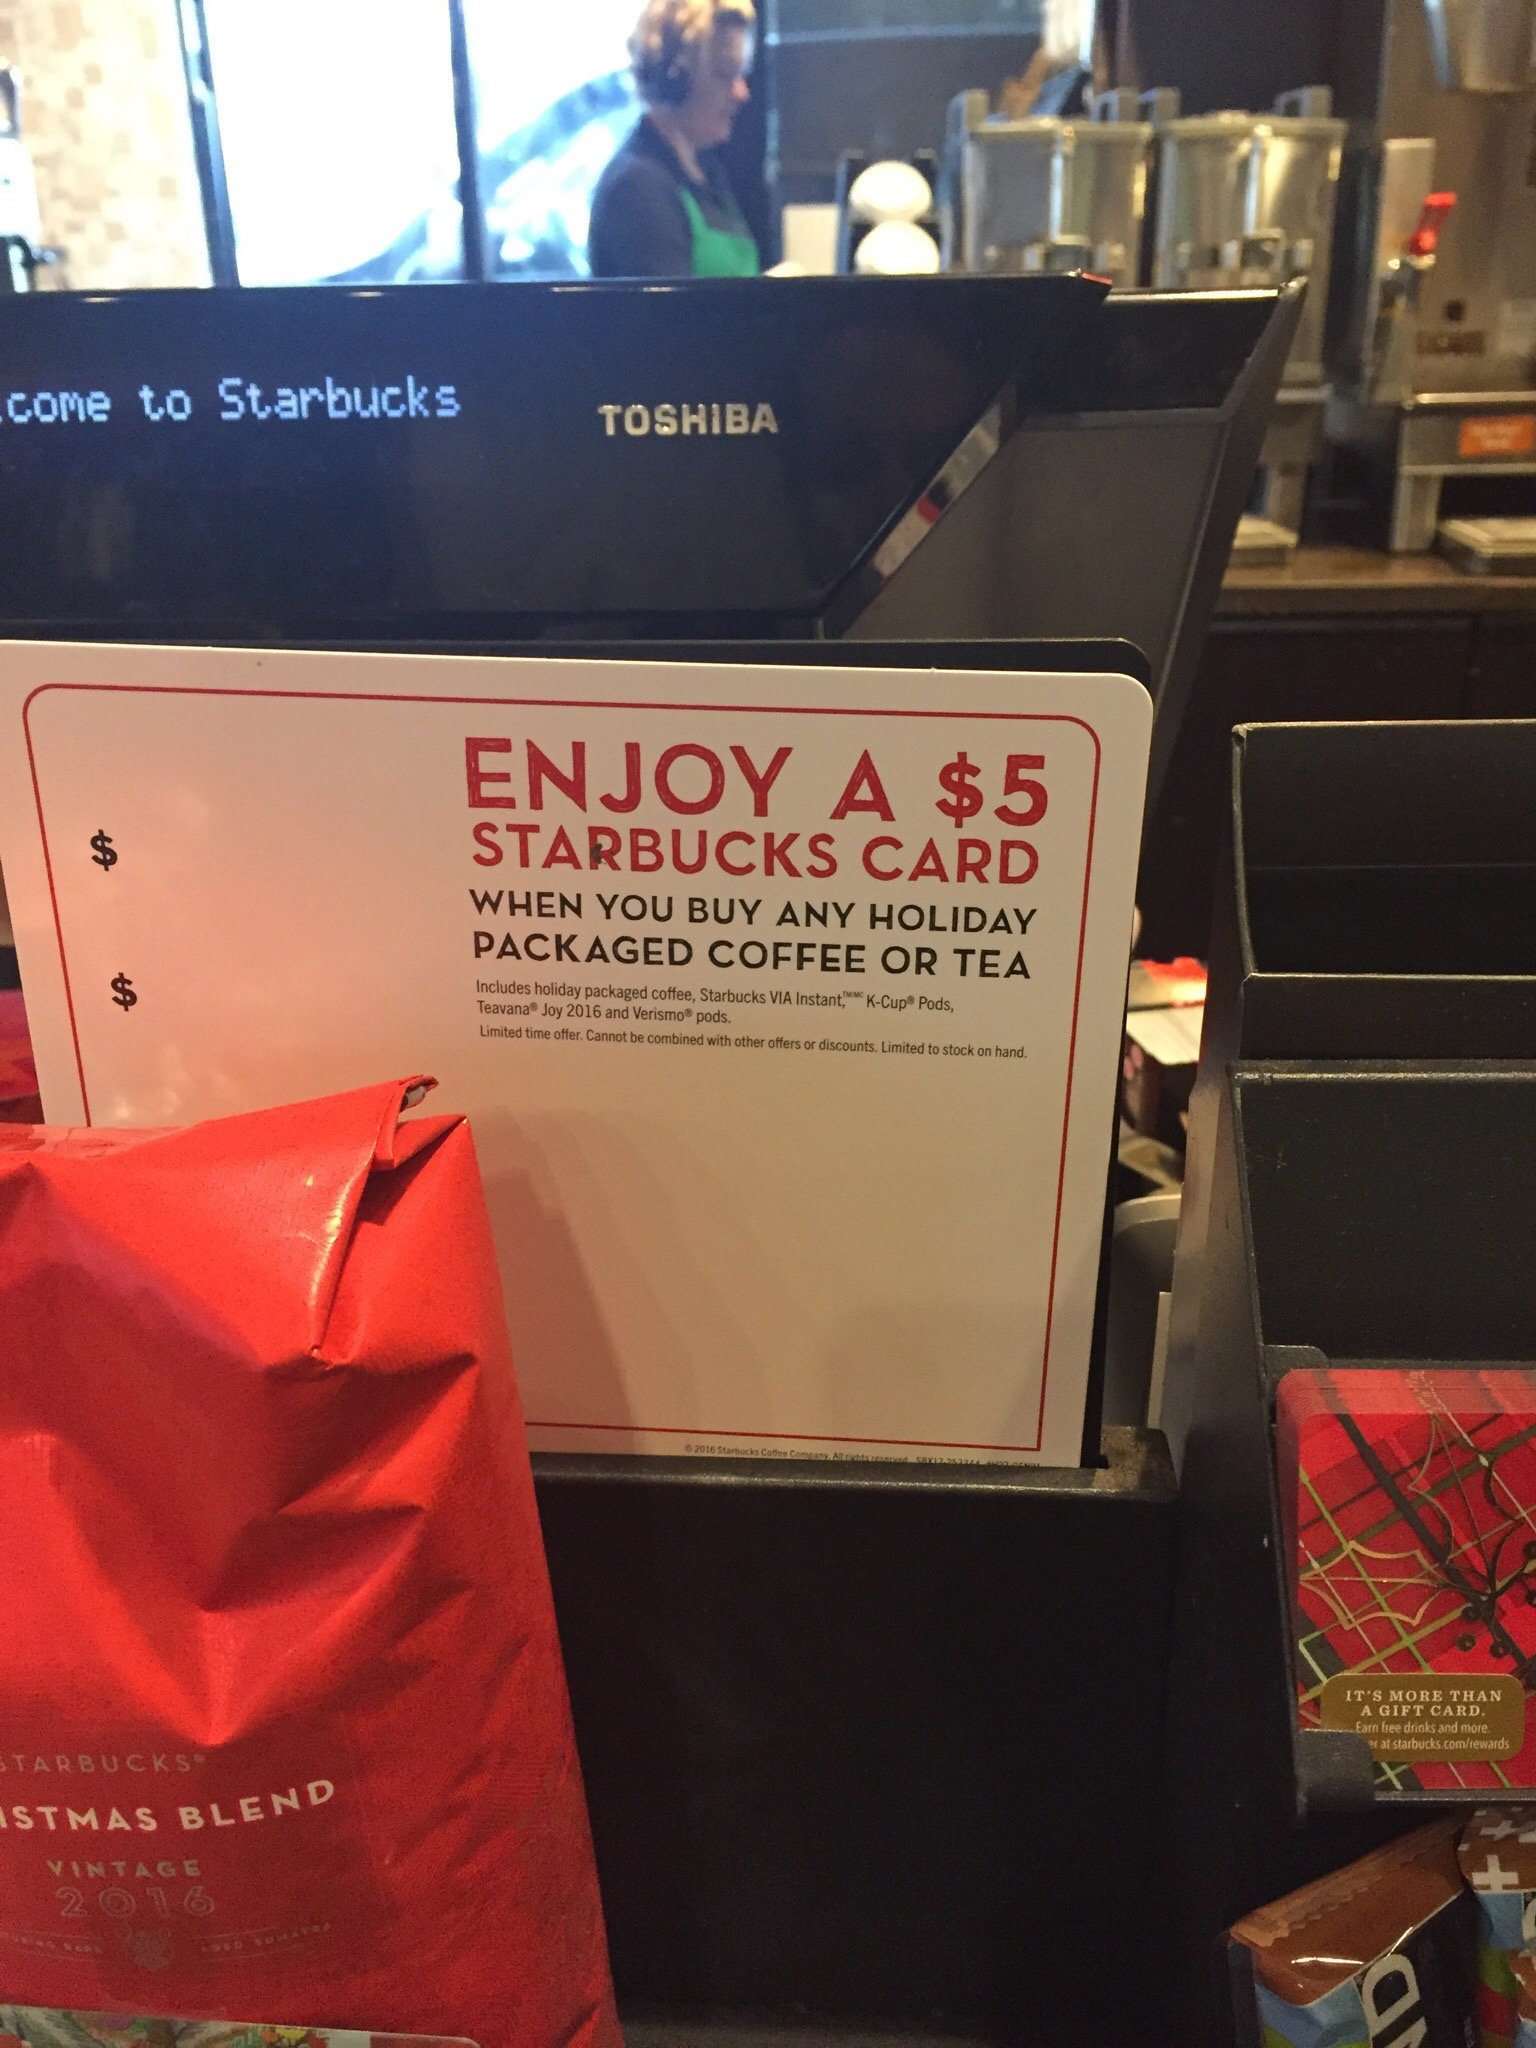 come to Starbucks
TOSHIBA
ENJOY A $5
STARBUCKS CARD
WHEN YOU BUY ANY HOLIDAY
PACKAGED COFFEE OR TEA
Includes holiday packaged coffee, Starbucks VIA Instant,™/MC K-Cup® Pods,
Teavana® Joy 2016 and Verismo® pods.
Limited time offer. Cannot be combined with other offers or discounts. Limited to stock on hand.
$
$
© 2016 Starbucks Coffee Company. All rights reserved.
STARBUCKS®
ISTMAS BLEND
VINTAGE
2016
IT'S MORE THAN
A GIFT CARD.
Earn free drinks and more.
er at starbucks.com/rewards